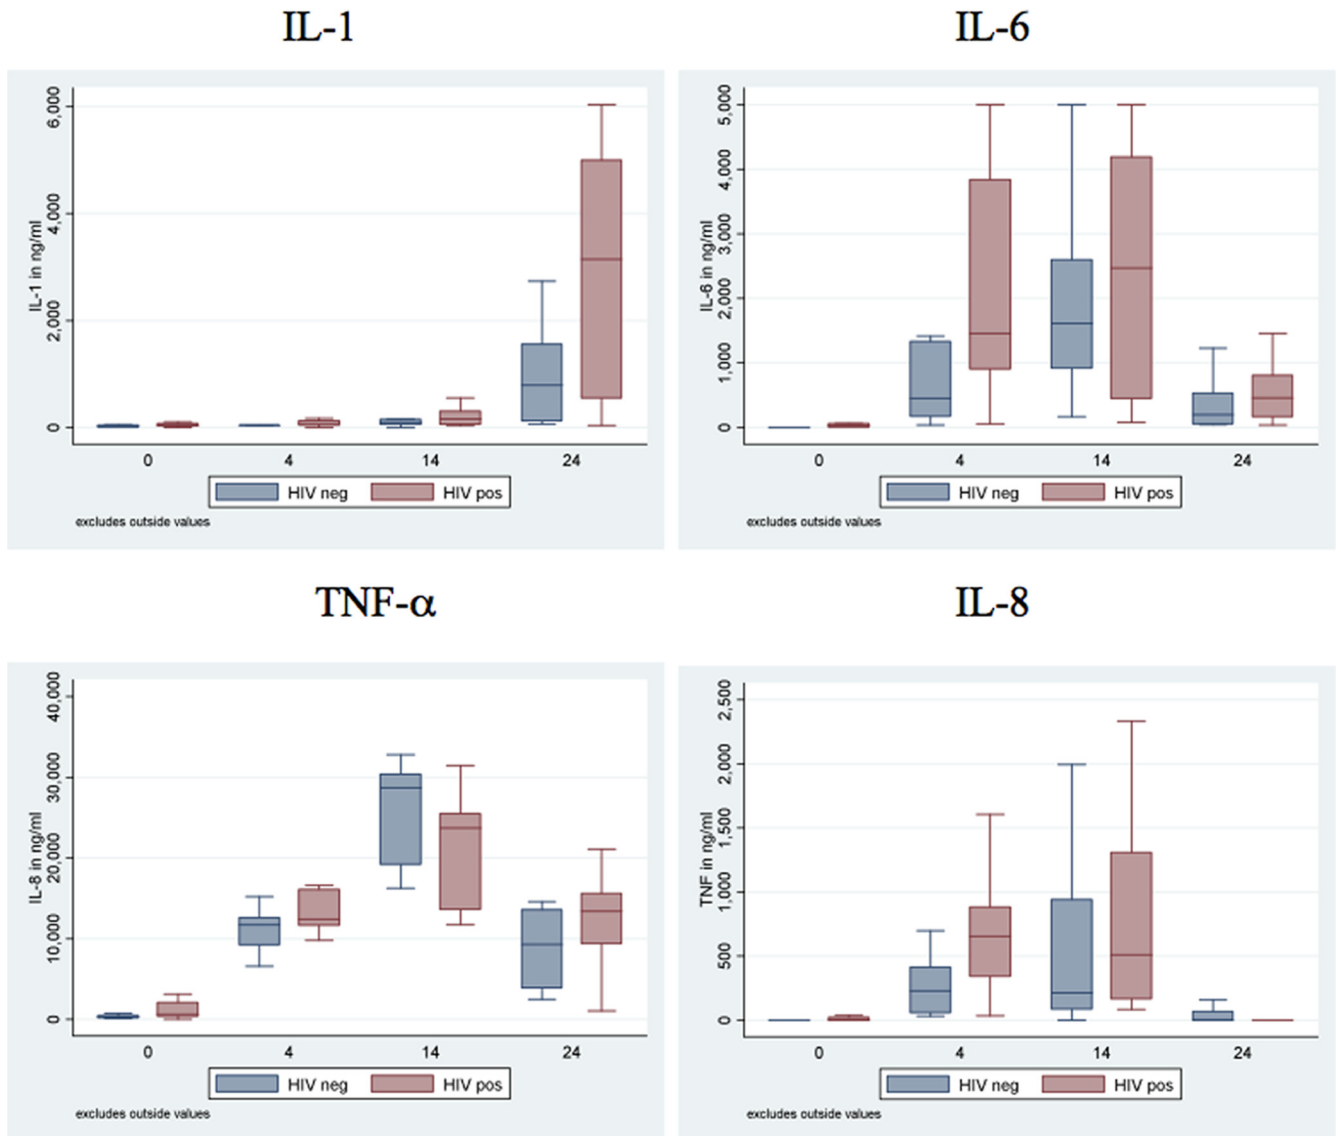 IL-1
IL-6
IL-1 in ng/ml
6,000
4,000
2,000
0
0 4 14 24
HIV neg HIV pos
excludes outside values
IL-6 in ng/ml
5,000
4,000
3,000
2,000
1,000
0
0 4 14 24
HIV neg HIV pos
excludes outside values
TNF-α
IL-8
IL-8 in ng/ml
40,000
30,000
20,000
10,000
0
0 4 14 24
HIV neg HIV pos
excludes outside values
TNF in ng/ml
2,500
2,000
1,500
1,000
500
0
0 4 14 24
HIV neg HIV pos
excludes outside values